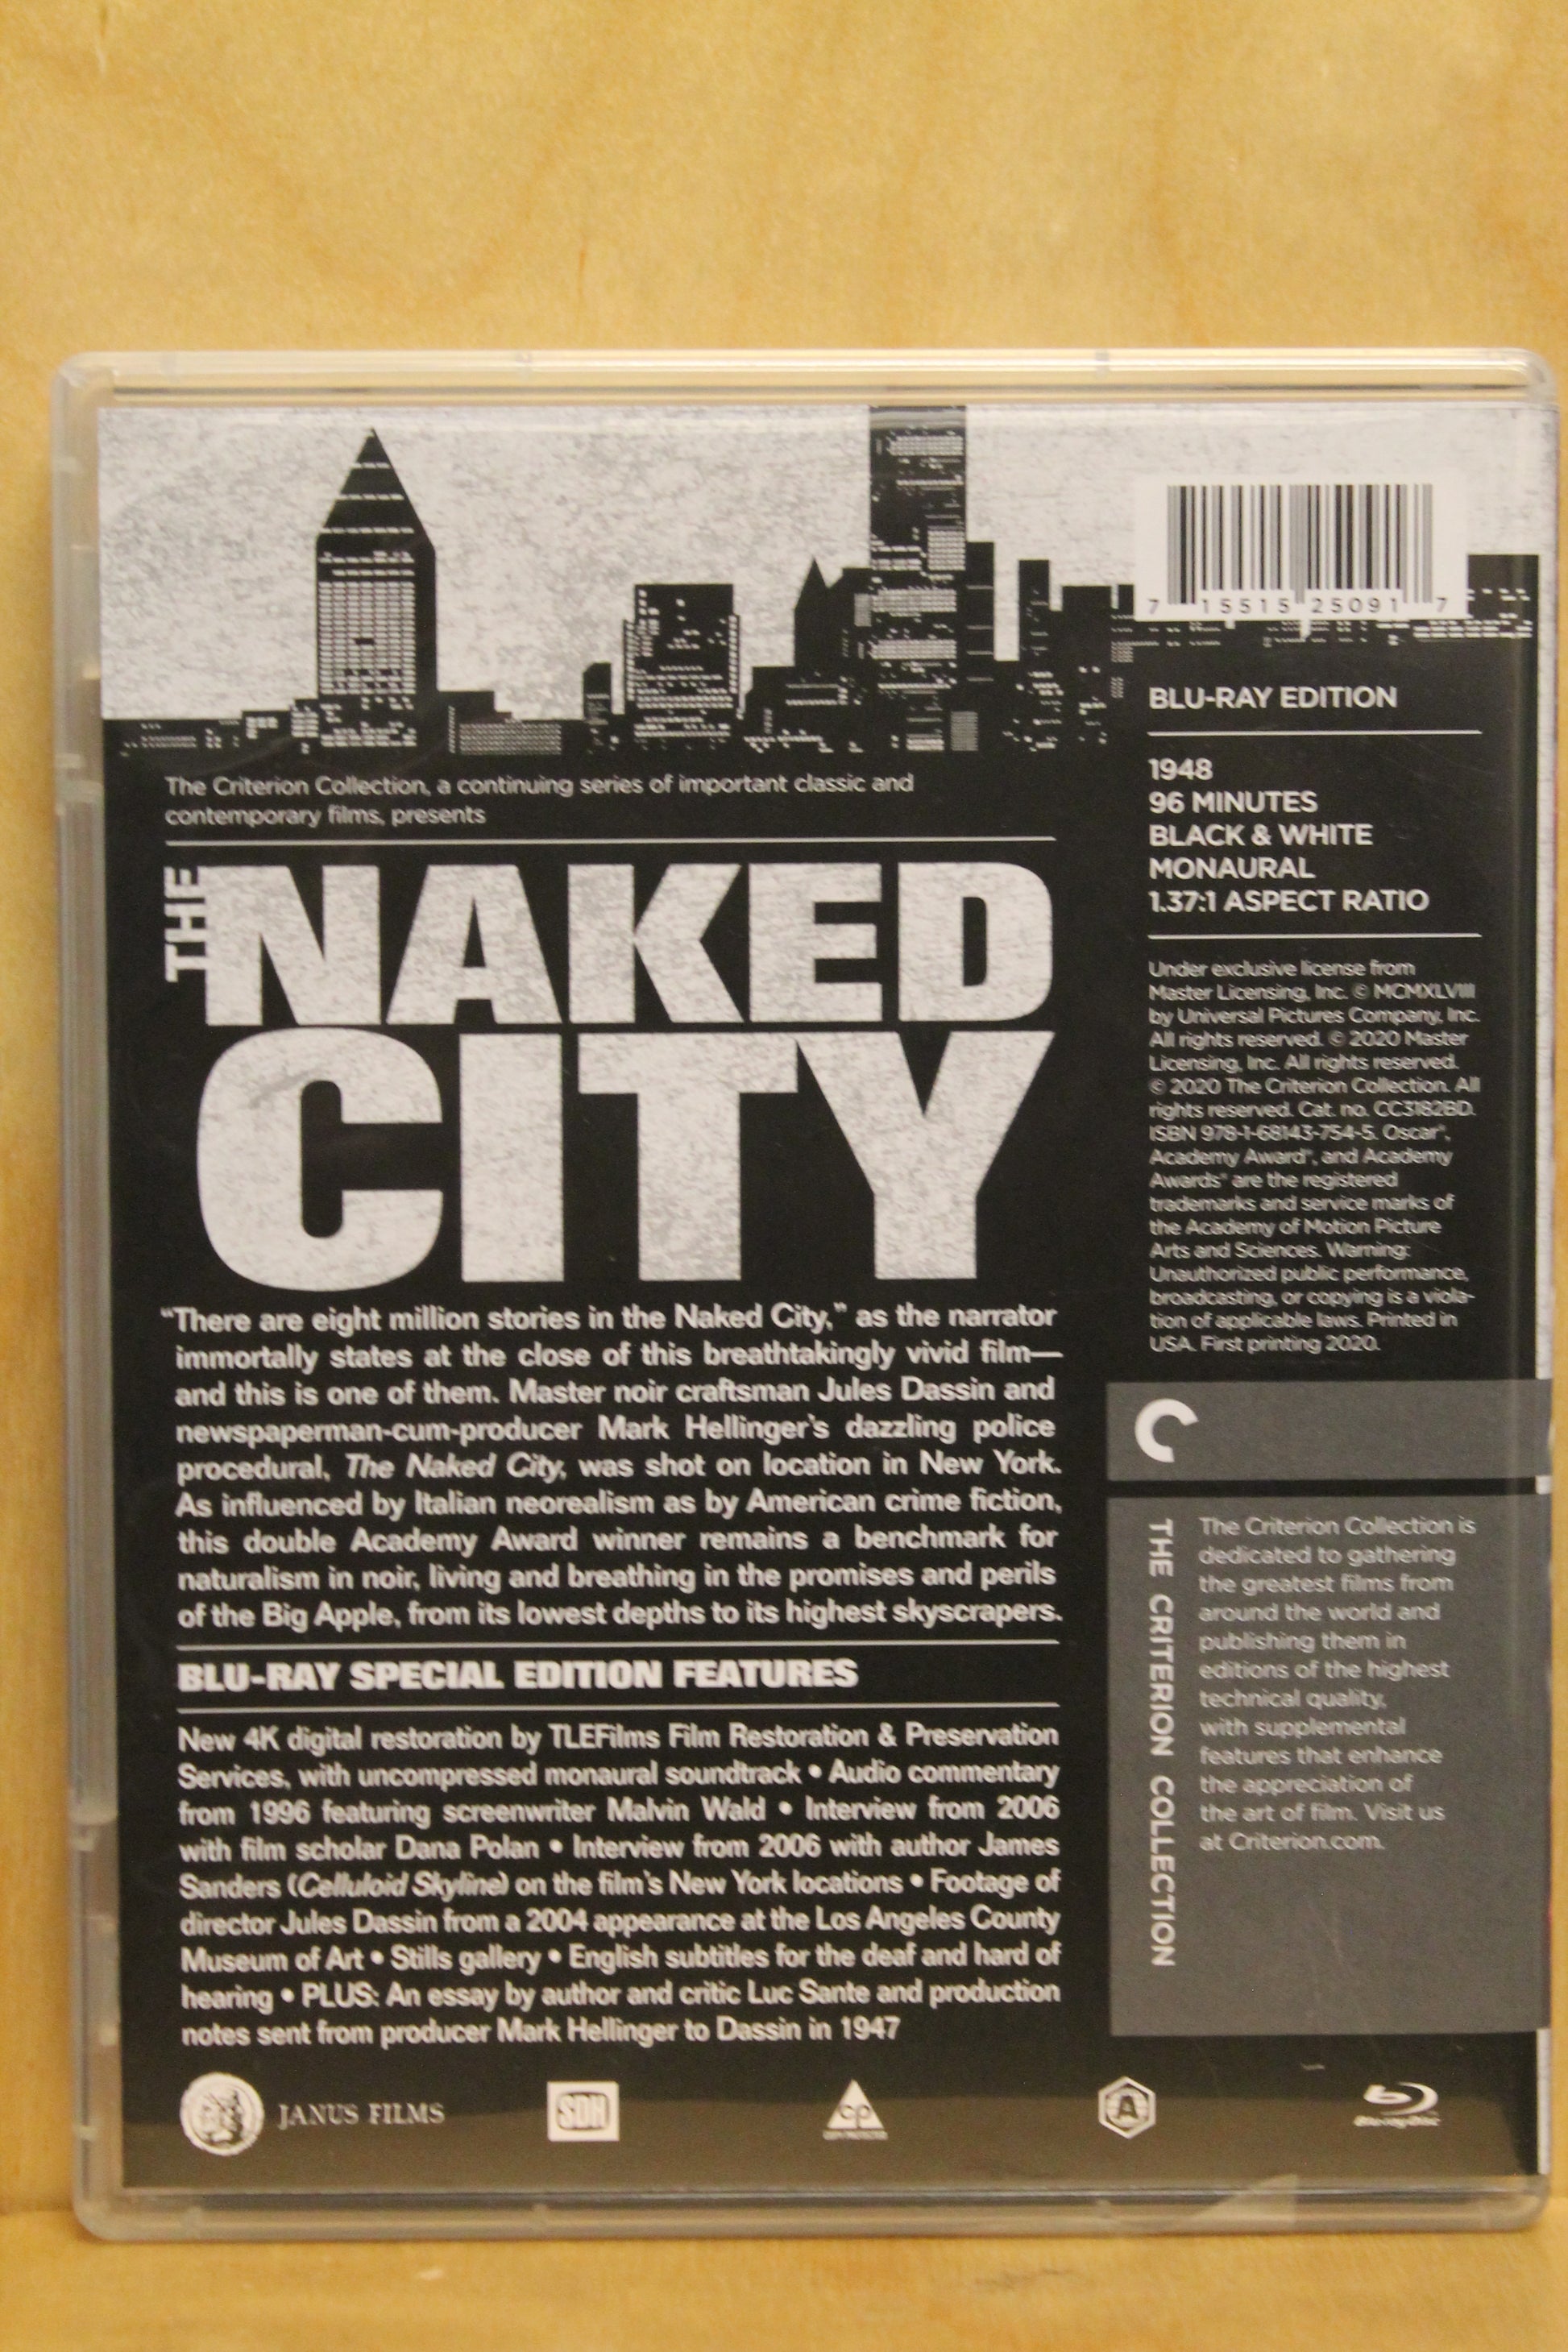 7 15515 25091 7
The Criterion Collection, a continuing series of important classic and
contemporary films, presents
THE
NAKED
CITY
“There are eight million stories in the Naked City,” as the narrator
immortally states at the close of this breathtakingly vivid film—
and this is one of them. Master noir craftsman Jules Dassin and
newspaperman-cum-producer Mark Hellinger’s dazzling police
procedural, The Naked City, was shot on location in New York.
As influenced by Italian neorealism as by American crime fiction,
this double Academy Award winner remains a benchmark for
naturalism in noir, living and breathing in the promises and perils
of the Big Apple, from its lowest depths to its highest skyscrapers.
BLU-RAY SPECIAL EDITION FEATURES
New 4K digital restoration by TLEFilms Film Restoration & Preservation
Services, with uncompressed monaural soundtrack • Audio commentary
from 1996 featuring screenwriter Malvin Wald • Interview from 2006
with film scholar Dana Polan • Interview from 2006 with author James
Sanders (Celluloid Skyline) on the film’s New York locations • Footage of
director Jules Dassin from a 2004 appearance at the Los Angeles County
Museum of Art • Stills gallery • English subtitles for the deaf and hard of
hearing • PLUS: An essay by author and critic Luc Sante and production
notes sent from producer Mark Hellinger to Dassin in 1947
BLU-RAY EDITION
1948
96 MINUTES
BLACK & WHITE
MONAURAL
1.37:1 ASPECT RATIO
Under exclusive license from
Master Licensing, Inc. © MCMXLVIII
by Universal Pictures Company, Inc.
All rights reserved. © 2020 Master
Licensing, Inc. All rights reserved.
© 2020 The Criterion Collection. All
rights reserved. Cat. no. CC3182BD.
ISBN 978-1-68143-754-5. Oscar®,
Academy Award®, and Academy
Awards® are the registered
trademarks and service marks of
the Academy of Motion Picture
Arts and Sciences. Warning:
Unauthorized public performance,
broadcasting, or copying is a viola-
tion of applicable laws. Printed in
USA. First printing 2020.
THE CRITERION COLLECTION
The Criterion Collection is
dedicated to gathering
the greatest films from
around the world and
publishing them in
editions of the highest
technical quality,
with supplemental
features that enhance
the appreciation of
the art of film. Visit us
at Criterion.com.
JANUS FILMS
SDH
cp
A
Blu-ray Disc